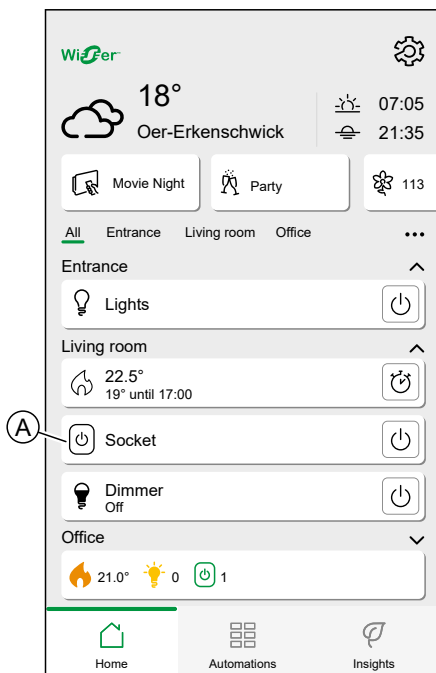 Wiser
18°
Oer-Erkenschwick
07:05
21:35
Movie Night
Party
113
All Entrance Living room Office •••
Entrance
Lights
Living room
22.5°
19° until 17:00
A
Socket
Dimmer
Off
Office
21.0° 0 1
Home Automations Insights